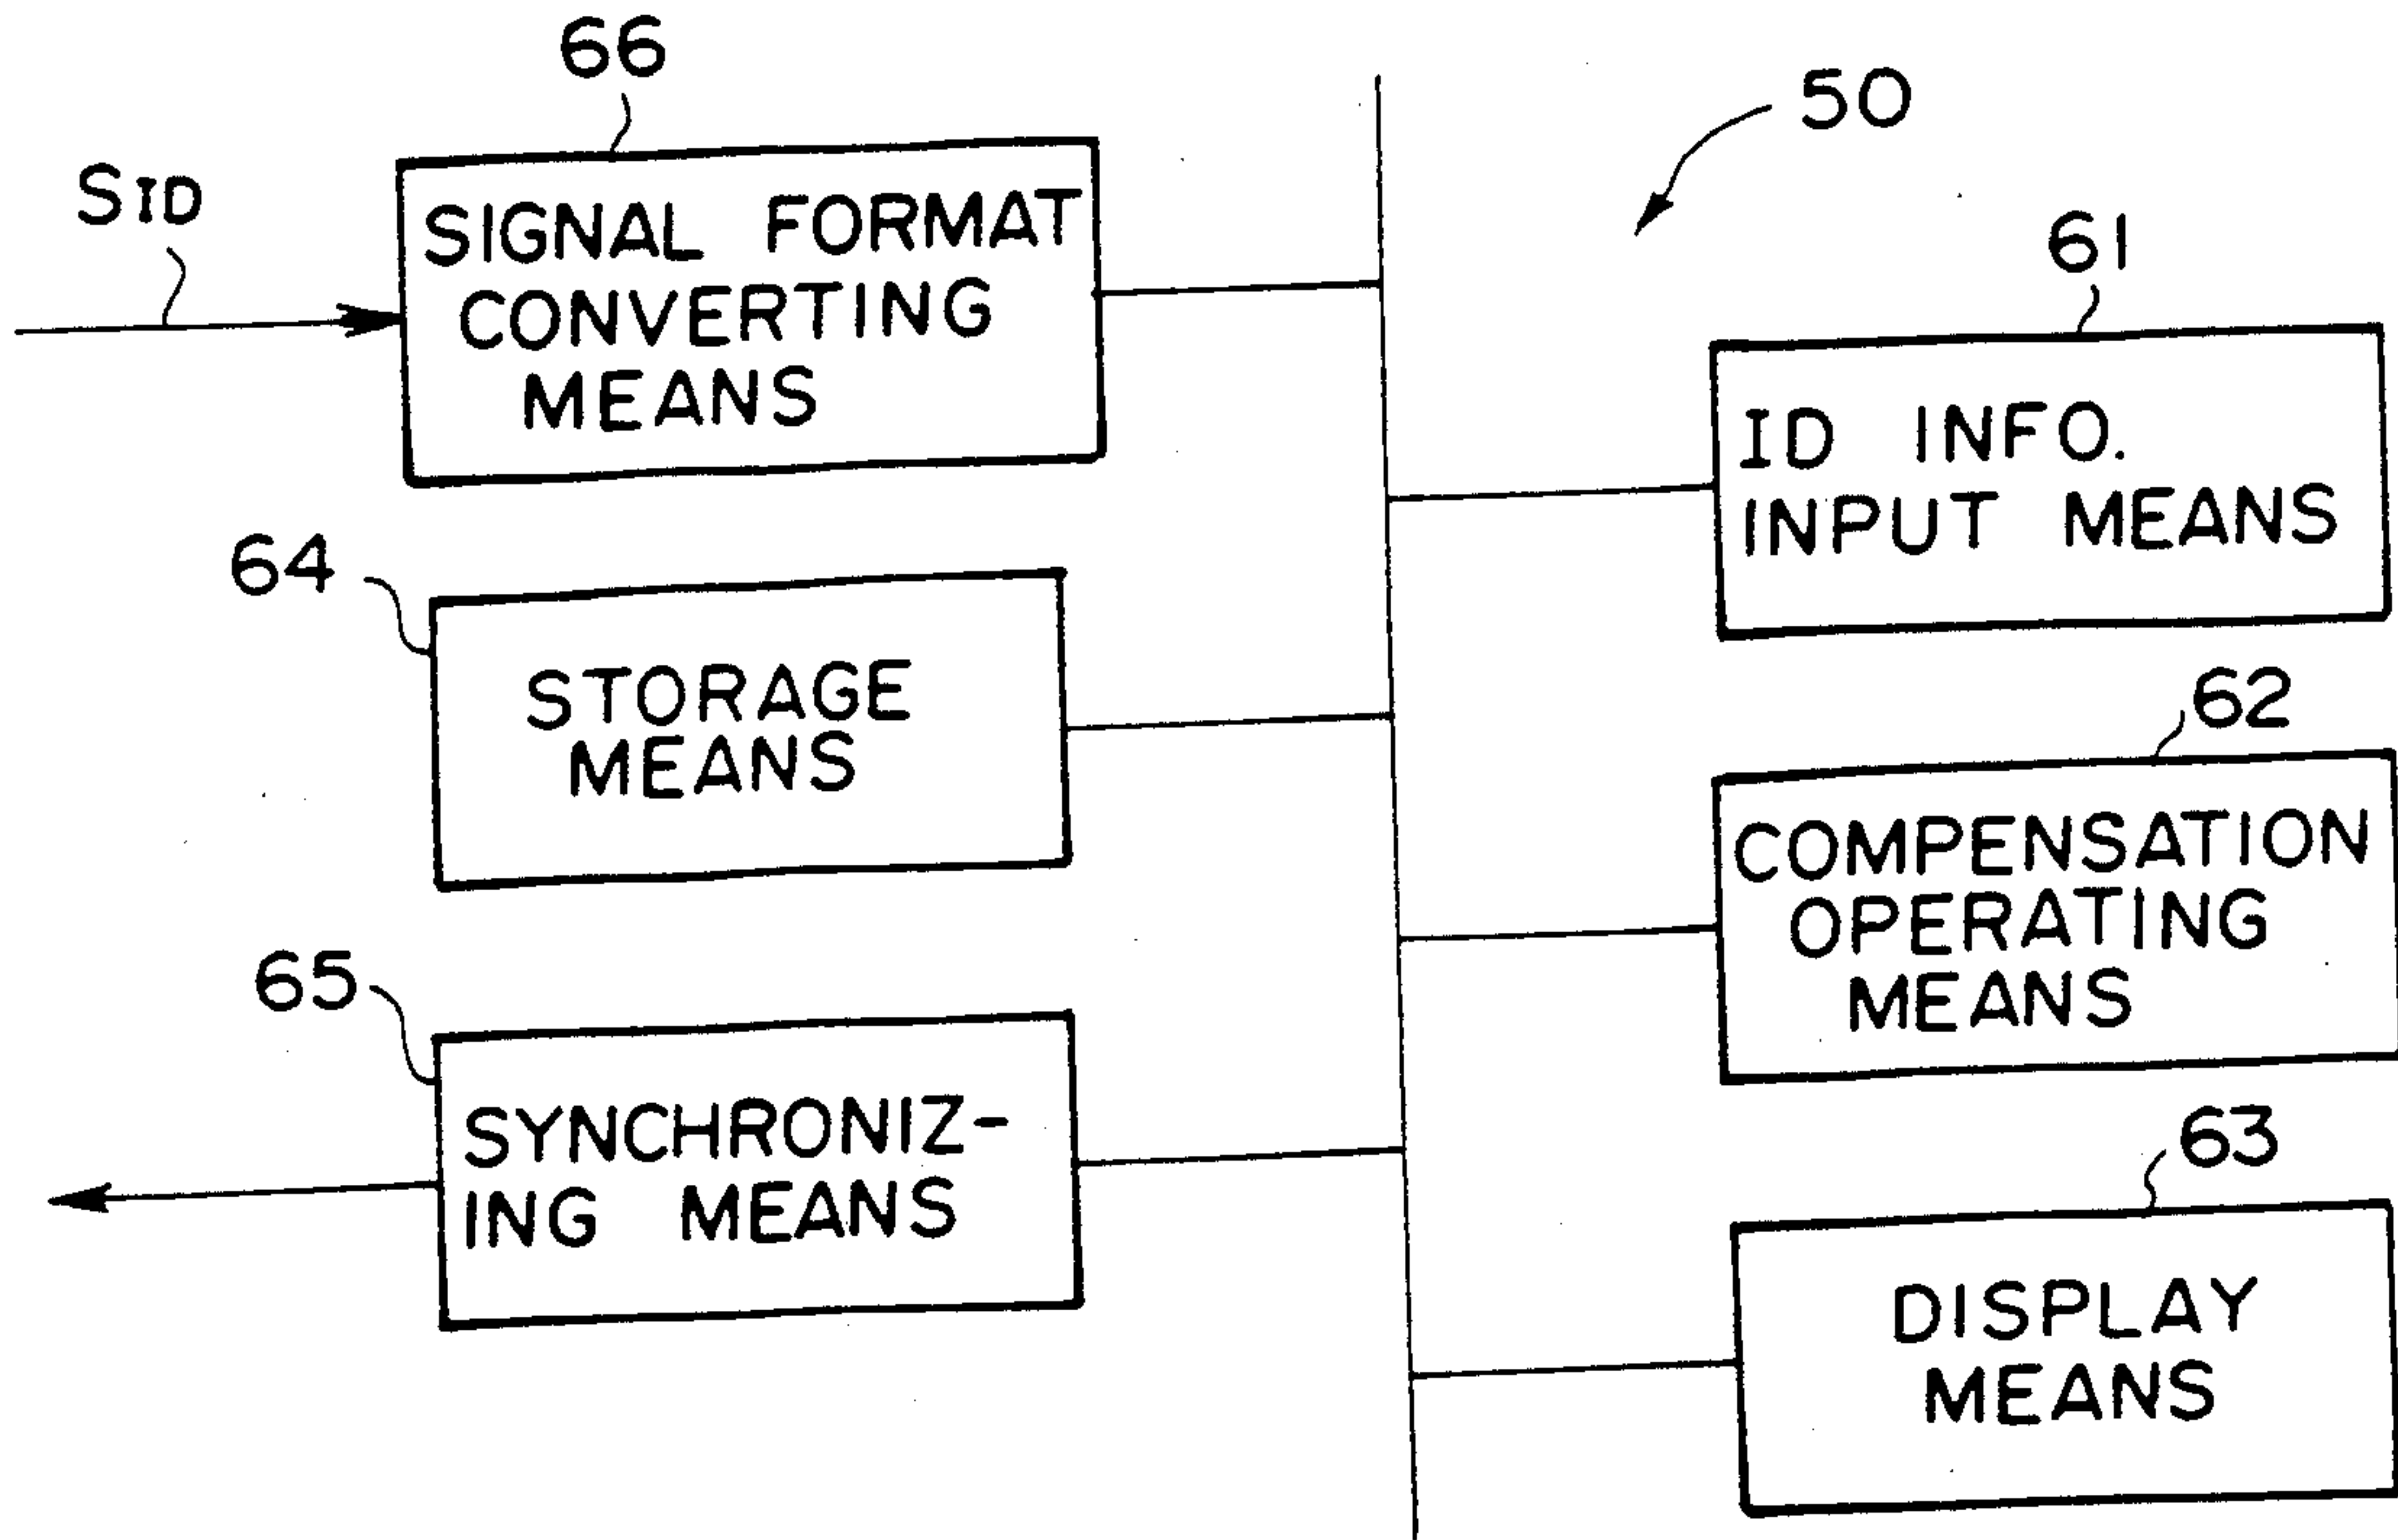 66
50
SID
SIGNAL FORMAT
CONVERTING
MEANS
61
ID INFO.
INPUT MEANS
64
STORAGE
MEANS
62
COMPENSATION
OPERATING
MEANS
65
SYNCHRONIZ-
ING MEANS
63
DISPLAY
MEANS